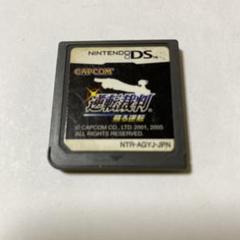 NINTENDO DS
CAPCOM
逆転裁判
蘇る逆転
© CAPCOM CO., LTD. 2001, 2005
ALL RIGHTS RESERVED.
NTR-AGYJ-JPN